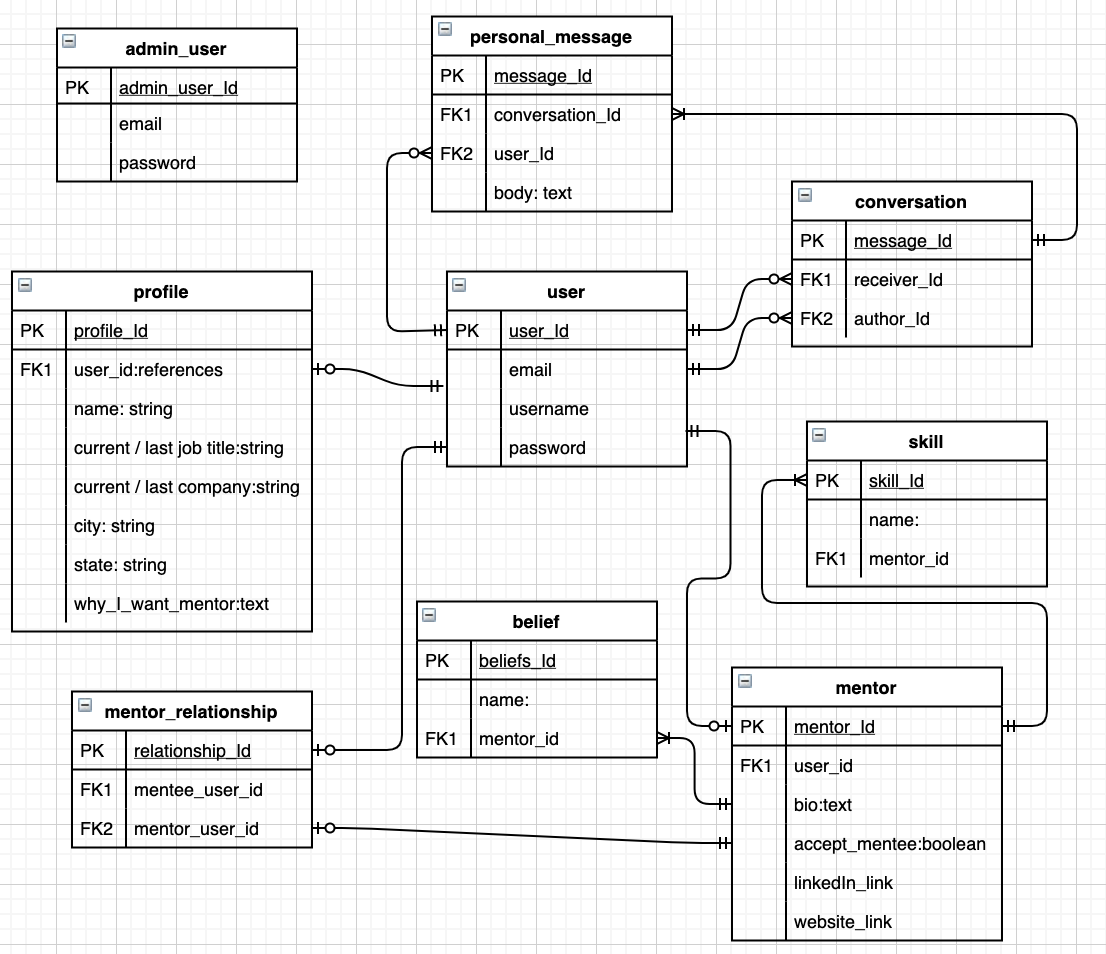 admin_user
PK admin_user_Id
email
password
personal_message
PK message_Id
FK1 conversation_Id
FK2 user_Id
body: text
conversation
PK message_Id
FK1 receiver_Id
FK2 author_Id
profile
PK profile_Id
FK1 user_id:references
name: string
current / last job title:string
current / last company:string
city: string
state: string
why_I_want_mentor:text
user
PK user_Id
email
username
password
skill
PK skill_Id
name:
FK1 mentor_id
belief
PK beliefs_Id
name:
FK1 mentor_id
mentor_relationship
PK relationship_Id
FK1 mentee_user_id
FK2 mentor_user_id
mentor
PK mentor_Id
FK1 user_id
bio:text
accept_mentee:boolean
linkedIn_link
website_link